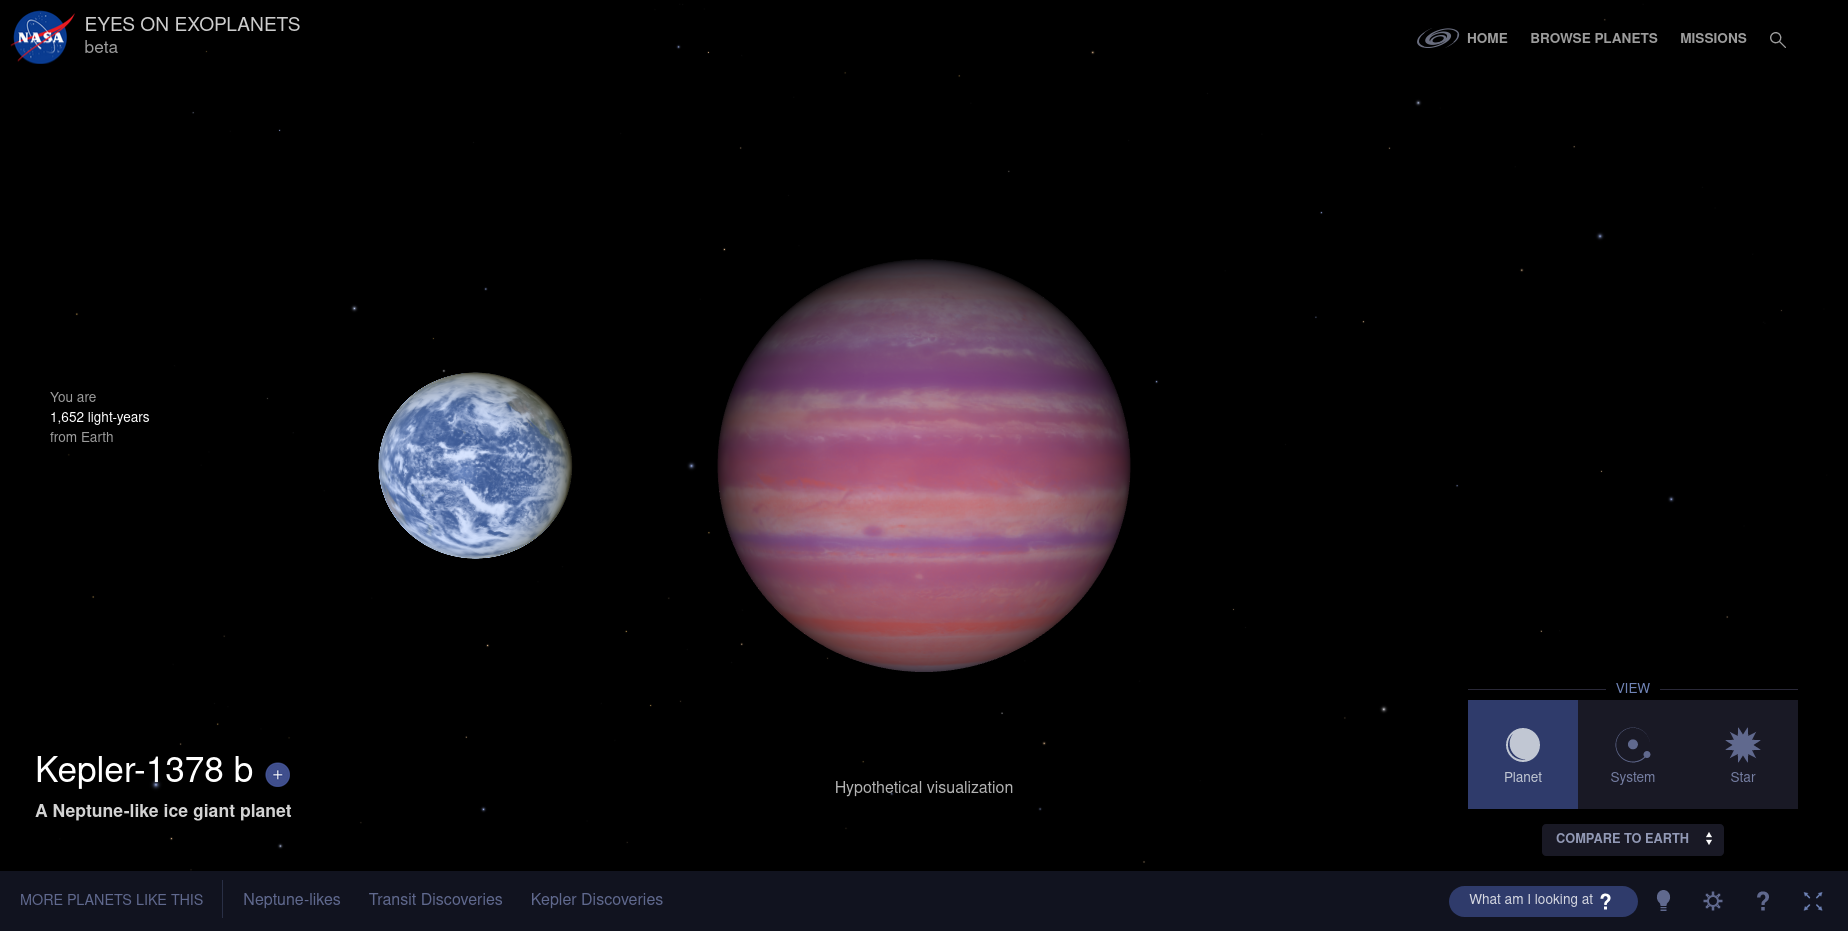 NASA
EYES ON EXOPLANETS
beta
HOME
BROWSE PLANETS
MISSIONS
You are
1,652 light-years
from Earth
Kepler-1378 b +
A Neptune-like ice giant planet
Hypothetical visualization
VIEW
Planet
System
Star
COMPARE TO EARTH
MORE PLANETS LIKE THIS
Neptune-likes
Transit Discoveries
Kepler Discoveries
What am I looking at ?
?